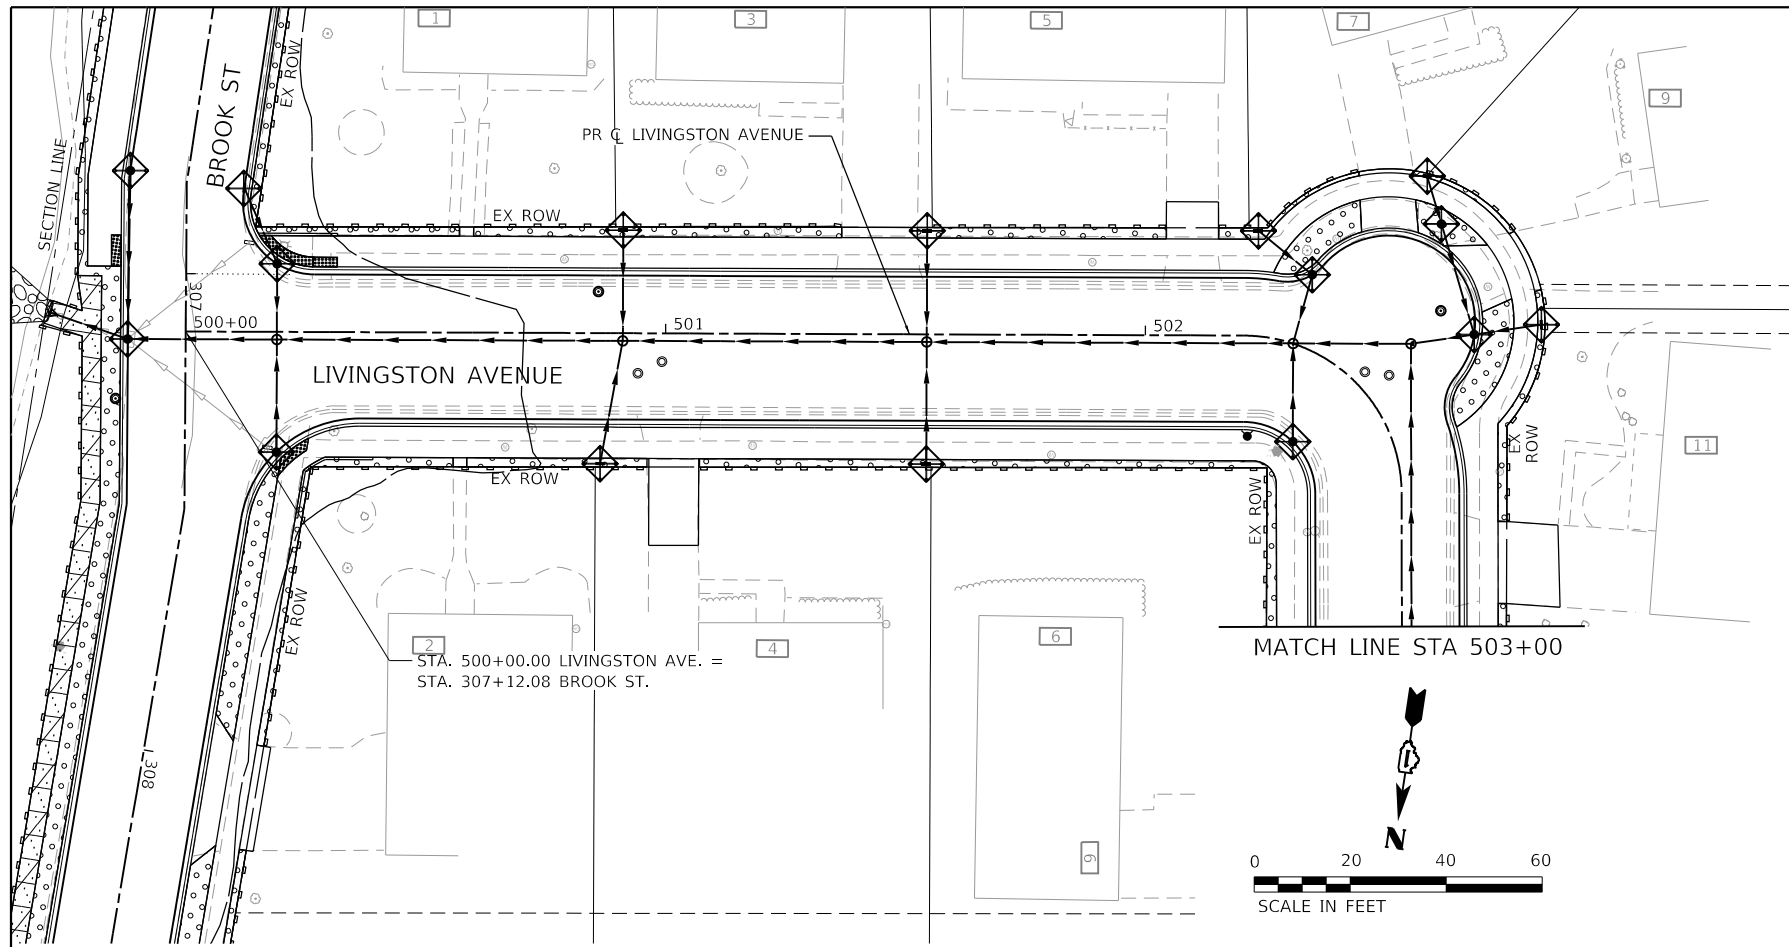 1
3
5
7
9
BROOK ST
EX ROW
SECTION LINE
PR ℄ LIVINGSTON AVENUE
EX ROW
307
500+00
501
502
LIVINGSTON AVENUE
EX ROW
EX ROW
EX ROW
11
EX ROW
2
4
6
STA. 500+00.00 LIVINGSTON AVE. =
STA. 307+12.08 BROOK ST.
MATCH LINE STA 503+00
308
N
0 20 40 60
SCALE IN FEET